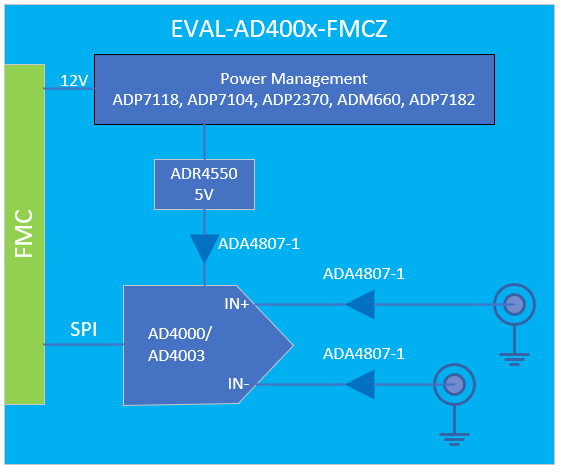 EVAL-AD400x-FMCZ
12V
Power Management
ADP7118, ADP7104, ADP2370, ADM660, ADP7182
FMC
ADR4550
5V
ADA4807-1
ADA4807-1
IN+
SPI
AD4000/
AD4003
ADA4807-1
IN-